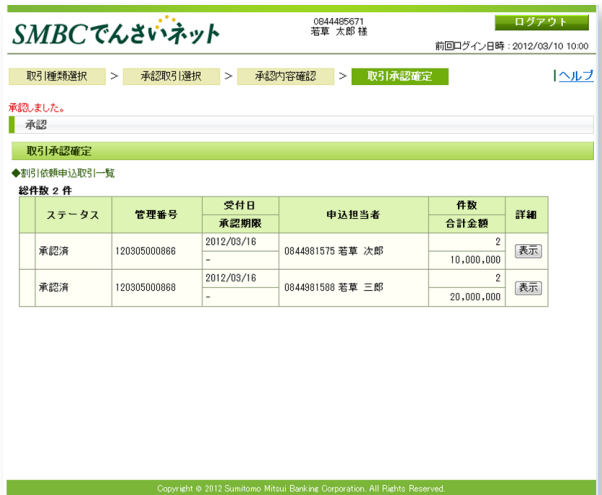 SMBCでんさいネット
0844485671
若草 太郎 様
ログアウト
前回ログイン日時：2012/03/10 10:00
取引種類選択 > 承認取引選択 > 承認内容確認 > 取引承認確定
ヘルプ
承認しました。
承認
取引承認確定
◆割引依頼申込取引一覧
総件数 2 件
ステータス 管理番号 受付日 申込担当者 件数 詳細
承認期限 合計金額
承認済 120305000866 2012/03/16 0844981575 若草 次郎 2 表示
- 10,000,000
承認済 120305000868 2012/03/16 0844981588 若草 三郎 2 表示
- 20,000,000
Copyright © 2012 Sumitomo Mitsui Banking Corporation. All Rights Reserved.